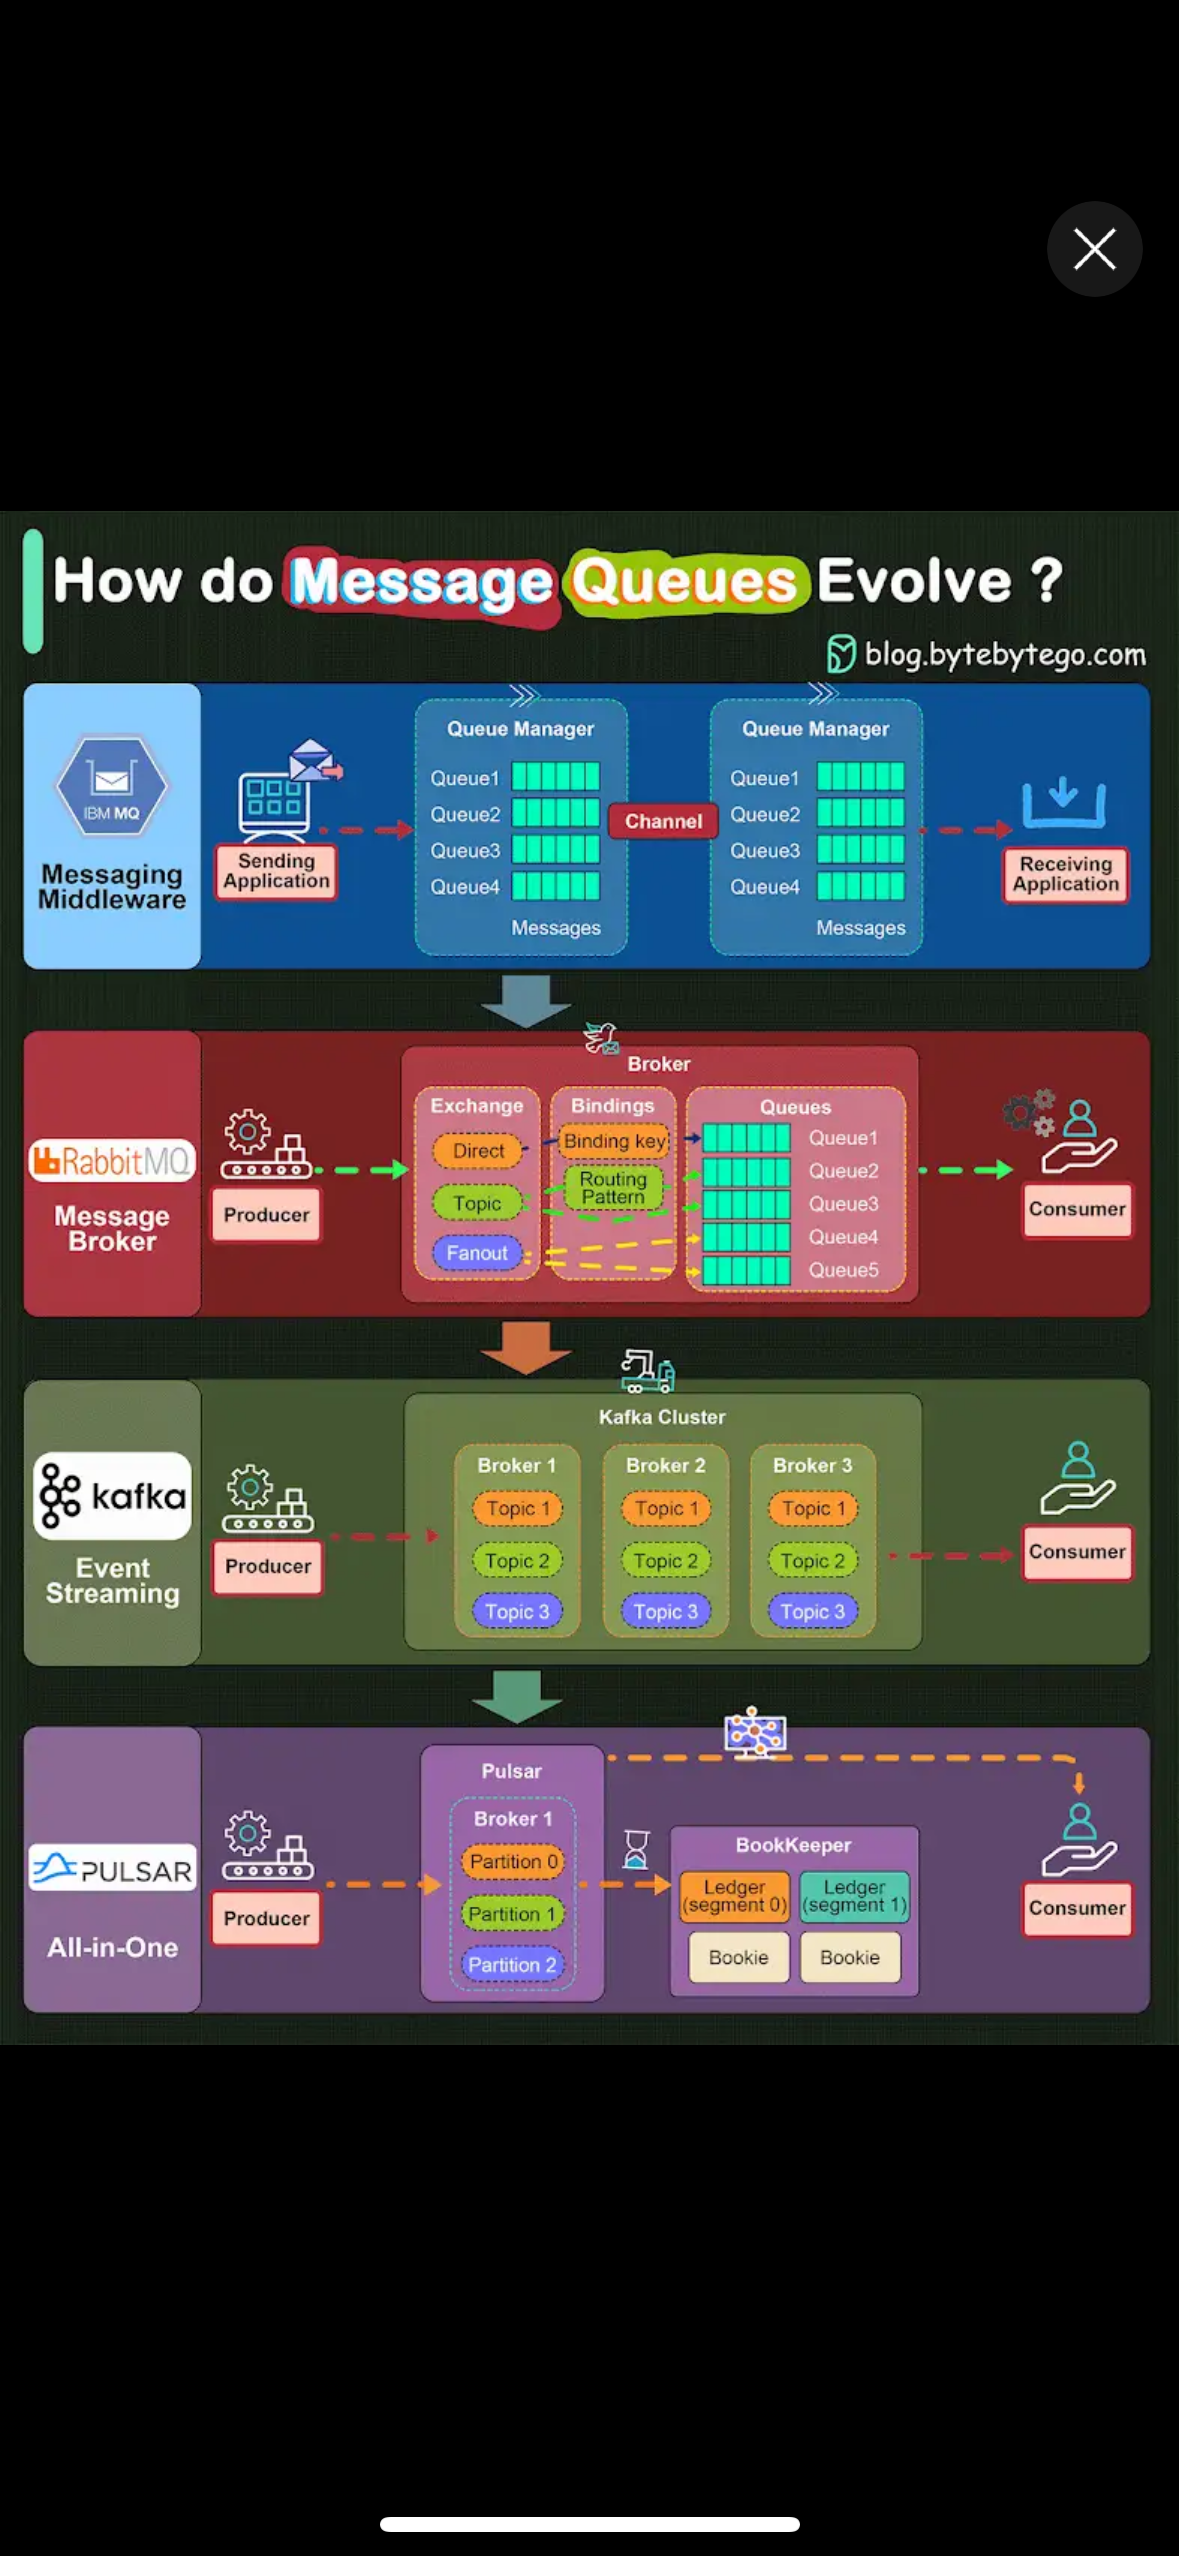 How do Message Queues Evolve ?
blog.bytebytego.com
IBM MQ
Messaging
Middleware
Sending
Application
Queue Manager
Queue1
Queue2
Queue3
Queue4
Messages
Channel
Queue Manager
Queue1
Queue2
Queue3
Queue4
Messages
Receiving
Application
RabbitMQ
Message
Broker
Producer
Broker
Exchange
Direct
Topic
Fanout
Bindings
Binding key
Routing
Pattern
Queues
Queue1
Queue2
Queue3
Queue4
Queue5
Consumer
kafka
Event
Streaming
Producer
Kafka Cluster
Broker 1
Topic 1
Topic 2
Topic 3
Broker 2
Topic 1
Topic 2
Topic 3
Broker 3
Topic 1
Topic 2
Topic 3
Consumer
PULSAR
All-in-One
Producer
Pulsar
Broker 1
Partition 0
Partition 1
Partition 2
BookKeeper
Ledger
(segment 0)
Ledger
(segment 1)
Bookie
Bookie
Consumer